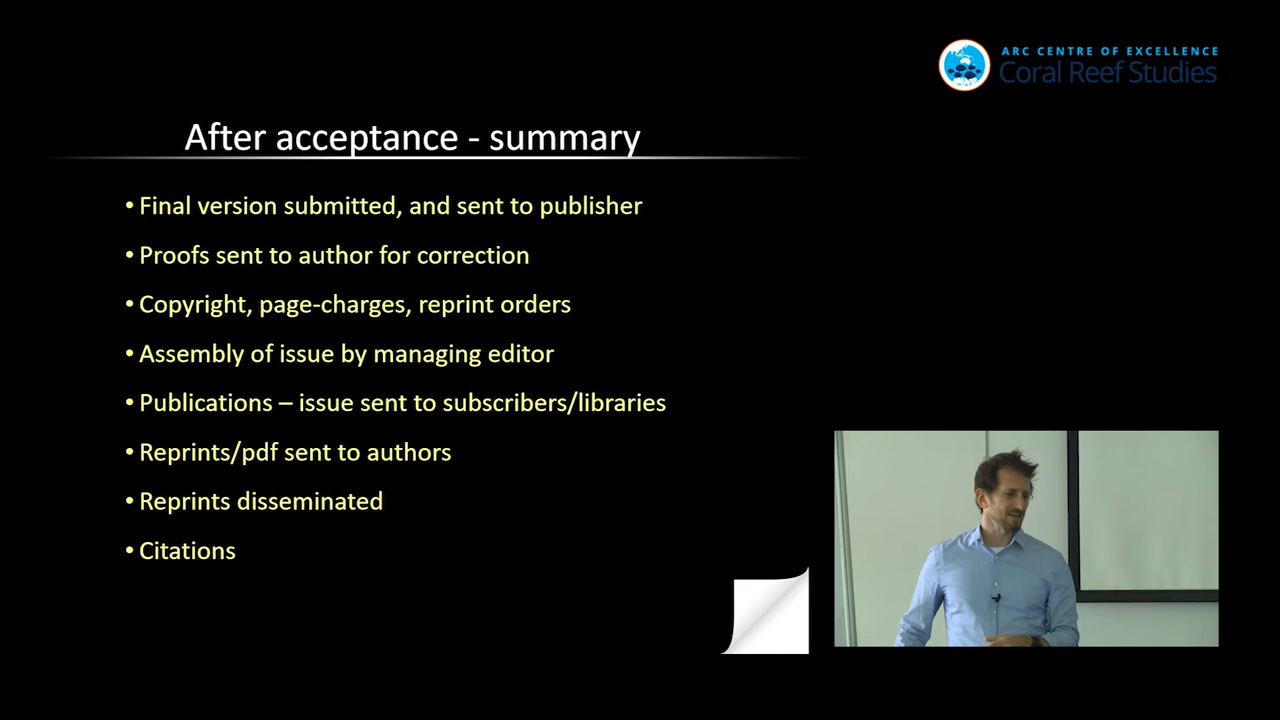 ARC CENTRE OF EXCELLENCE
Coral Reef Studies
After acceptance - summary
• Final version submitted, and sent to publisher
• Proofs sent to author for correction
• Copyright, page-charges, reprint orders
• Assembly of issue by managing editor
• Publications – issue sent to subscribers/libraries
• Reprints/pdf sent to authors
• Reprints disseminated
• Citations